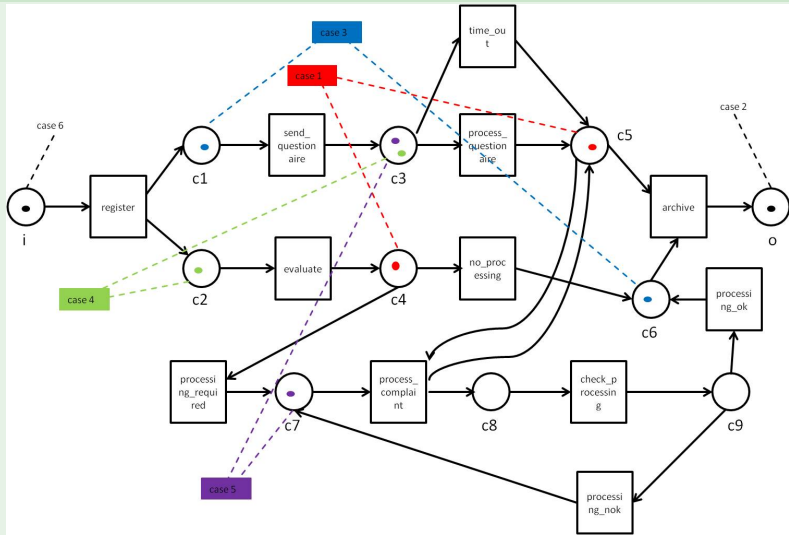 time_ou
t
case 3
case 1
case 2
case 6
c5
send_
question
aire
process_
question
aire
c1
c3
register
archive
i
o
evaluate
no_proc
essing
c2
c4
case 4
c6
processi
ng_ok
processi
ng_requi
red
process_
complai
nt
check_p
rocessin
g
c7
c8
c9
case 5
processi
ng_nok